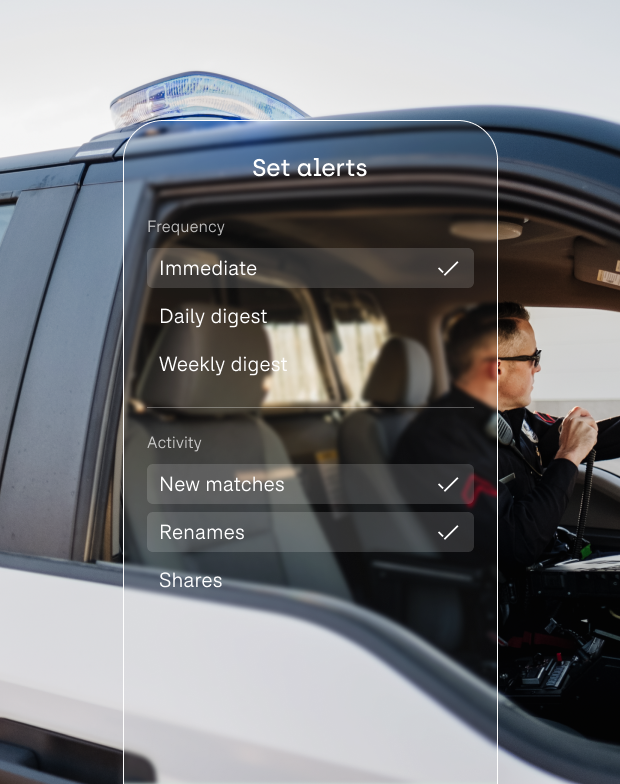 Set alerts
Frequency
Immediate
Daily digest
Weekly digest
Activity
New matches
Renames
Shares